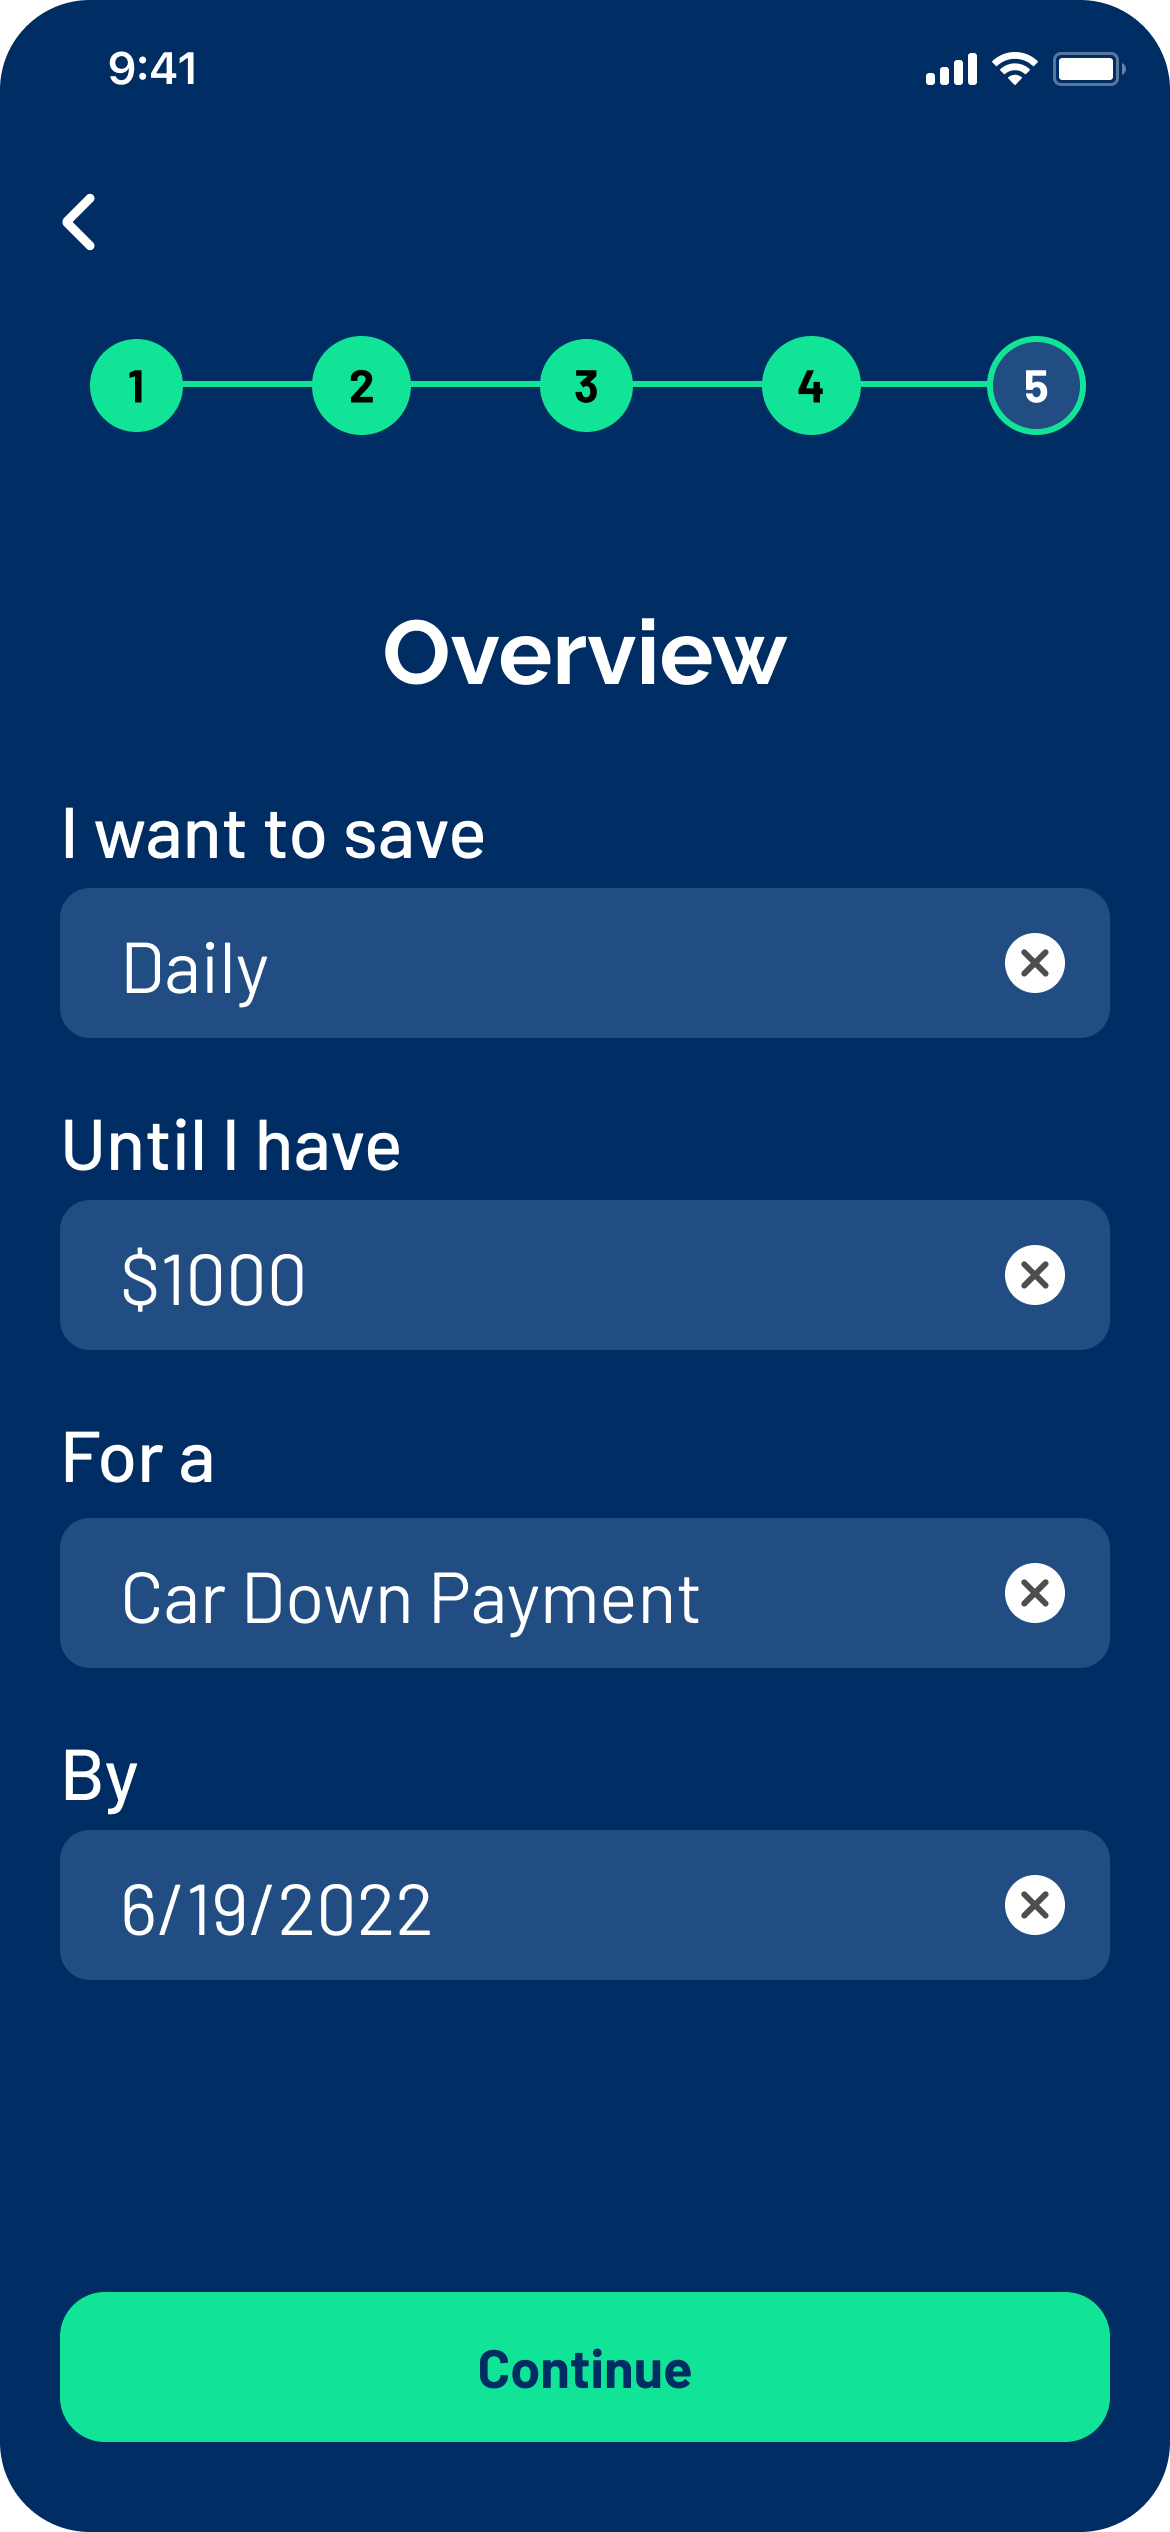 9:41
1 2 3 4 5
Overview
I want to save
Daily
Until I have
$1000
For a
Car Down Payment
By
6/19/2022
Continue